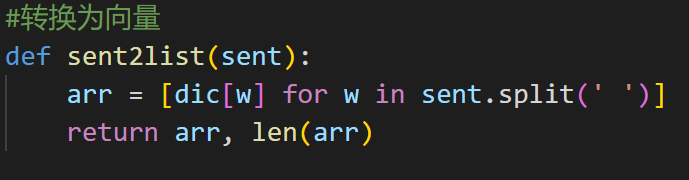 #转换为向量
def sent2list(sent):
    arr = [dic[w] for w in sent.split(' ')]
    return arr, len(arr)